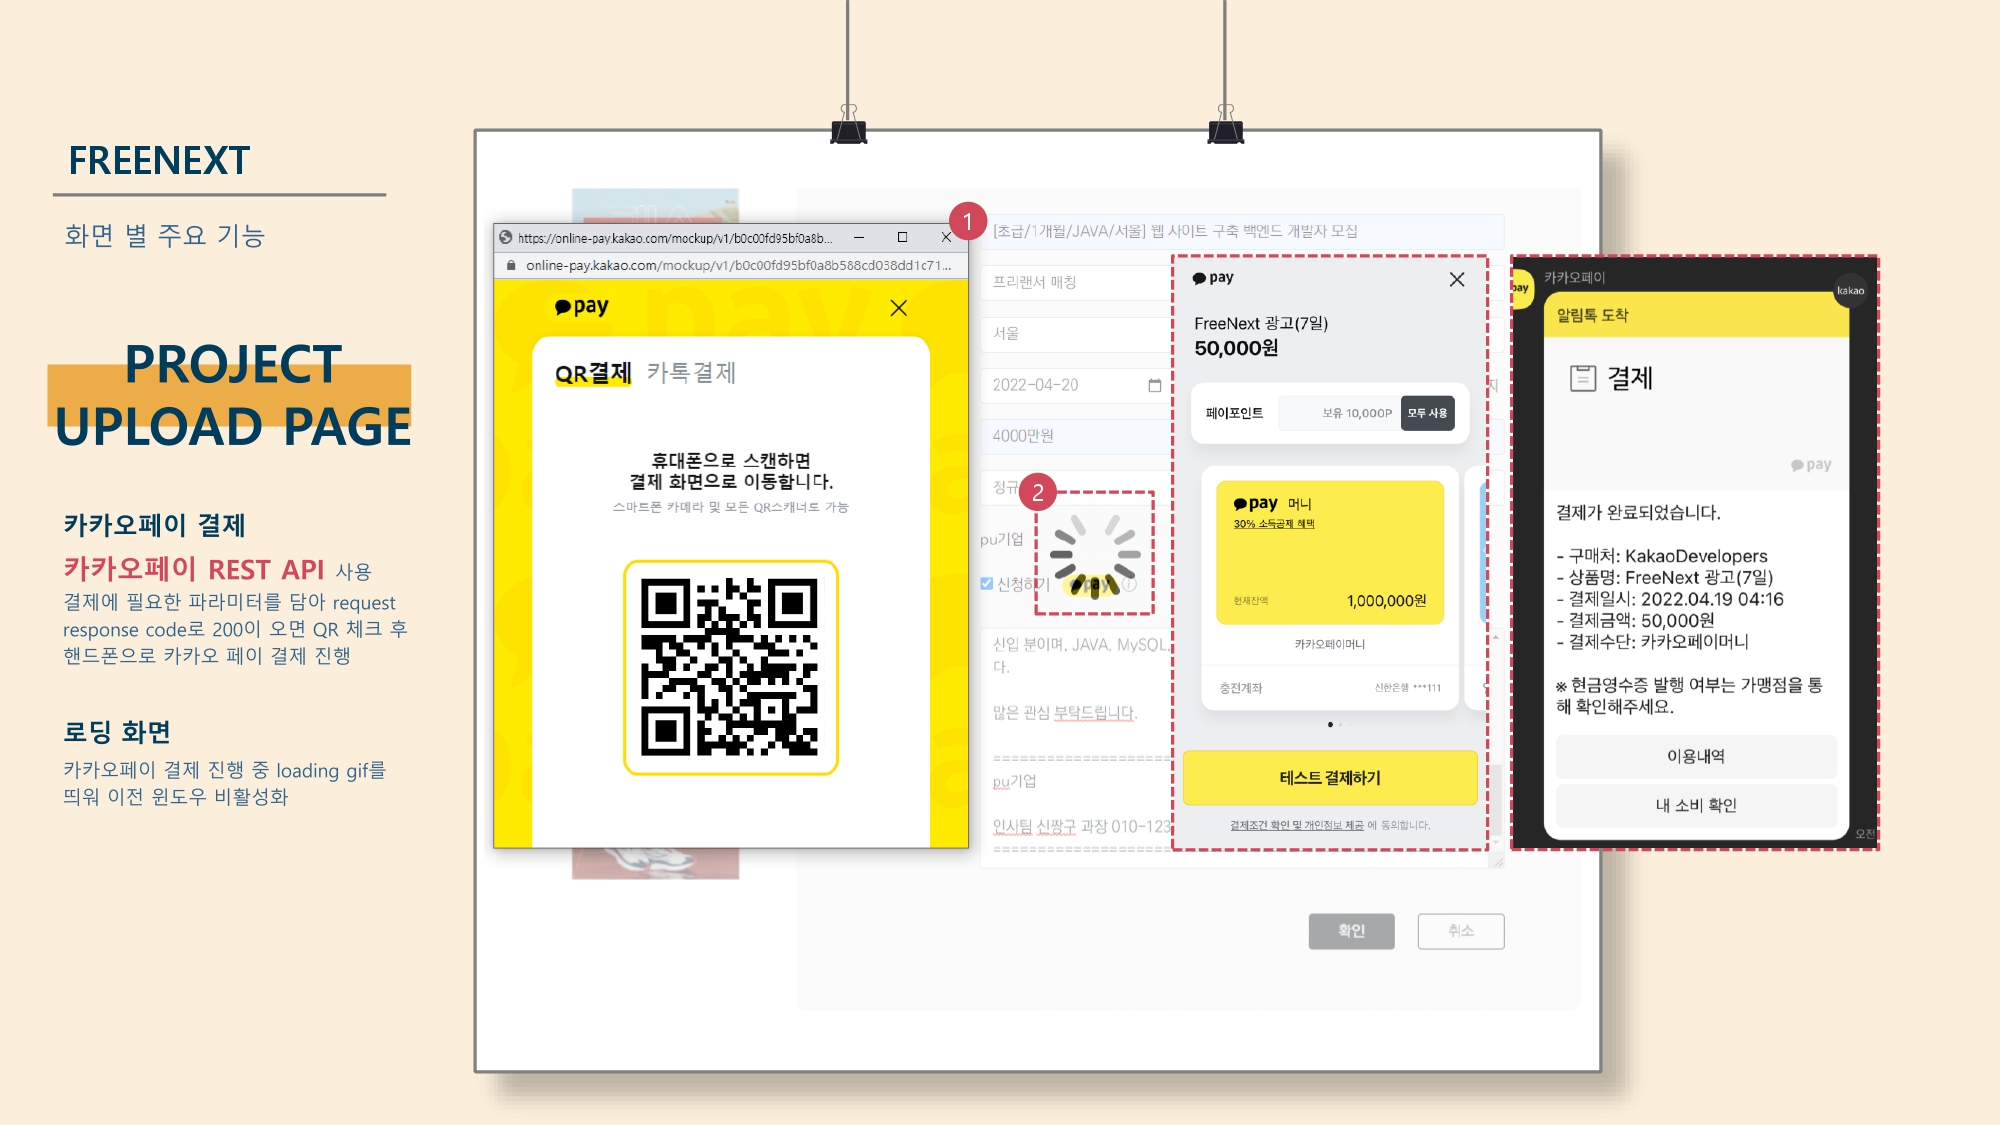 FREENEXT
화면 별 주요 기능
PROJECT
UPLOAD PAGE
카카오페이 결제
카카오페이 REST API 사용
결제에 필요한 파라미터를 담아 request
response code로 200이 오면 QR 체크 후
핸드폰으로 카카오 페이 결제 진행
로딩 화면
카카오페이 결제 진행 중 loading gif를
띄워 이전 윈도우 비활성화
1
https://online-pay.kakao.com/mockup/v1/b0c00fd95bf0a8b...
online-pay.kakao.com/mockup/v1/b0c00fd95bf0a8b588cd038dd1c71...
pay
QR결제 카톡결제
휴대폰으로 스캔하면
결제 화면으로 이동합니다.
스마트폰 카메라 및 모든 QR스캐너로 가능
[초급/1개월/JAVA/서울] 웹 사이트 구축 백엔드 개발자 모집
프리랜서 매칭
서울
2022-04-20
지
4000만원
정규
2
pu기업
신청하기
pay
신입 분이며, JAVA, MySQL,
다.
많은 관심 부탁드립니다.
====================
pu기업
인사팀 신짱구 과장 010-123
====================
확인
취소
pay
FreeNext 광고(7일)
50,000원
페이포인트
보유 10,000P
모두 사용
pay 머니
30% 소득공제 혜택
현재잔액
1,000,000원
카카오페이머니
충전계좌
신한은행 ***111
테스트 결제하기
결제조건 확인 및 개인정보 제공 에 동의합니다.
pay
카카오페이
kakao
알림톡 도착
결제
pay
결제가 완료되었습니다.
- 구매처: KakaoDevelopers
- 상품명: FreeNext 광고(7일)
- 결제일시: 2022.04.19 04:16
- 결제금액: 50,000원
- 결제수단: 카카오페이머니
※ 현금영수증 발행 여부는 가맹점을 통
해 확인해주세요.
이용내역
내 소비 확인
오전